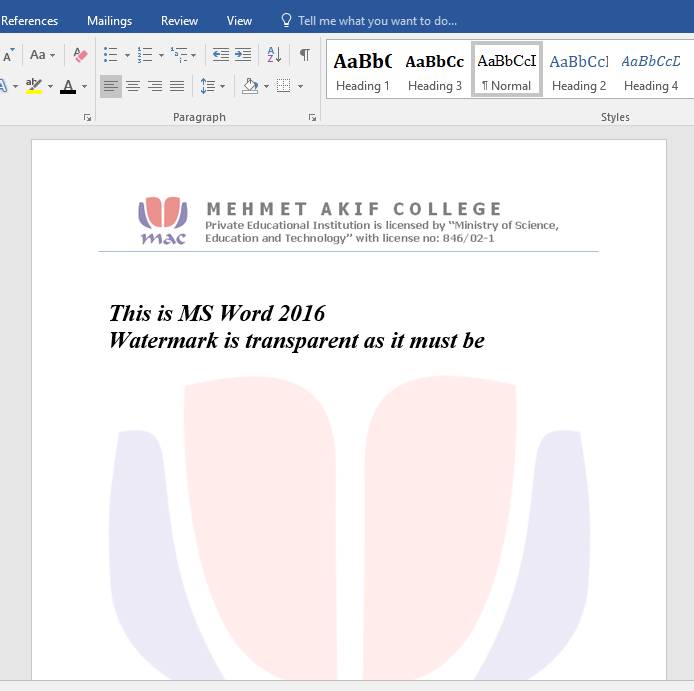 References Mailings Review View Tell me what you want to do...
A Aa
A aby A A Z
Paragraph Styles
AaBbC AaBbCc AaBbCcI AaBbCcI AaBbCcD
Heading 1 Heading 3 ¶ Normal Heading 2 Heading 4
MEHMET AKIF COLLEGE
Private Educational Institution is licensed by "Ministry of Science,
mac Education and Technology" with license no: 846/02-1
This is MS Word 2016
Watermark is transparent as it must be